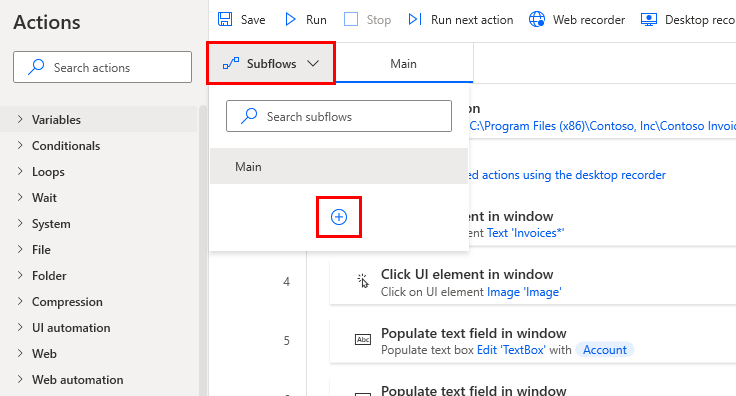 Actions
Search actions
Variables
Conditionals
Loops
Wait
System
File
Folder
Compression
UI automation
Web
Web automation
Save Run Stop Run next action Web recorder Desktop recor
Subflows Main
Search subflows
Main
on
C:\Program Files (x86)\Contoso, Inc\Contoso Invoic
d actions using the desktop recorder
ent in window
ent Text 'Invoices*'
4 Click UI element in window
Click on UI element Image 'Image'
5 Populate text field in window
Abc Populate text box Edit 'TextBox' with Account
Populate text field in window